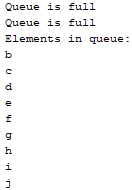 Queue is full
Queue is full
Elements in queue:
b
c
d
e
f
g
h
i
j